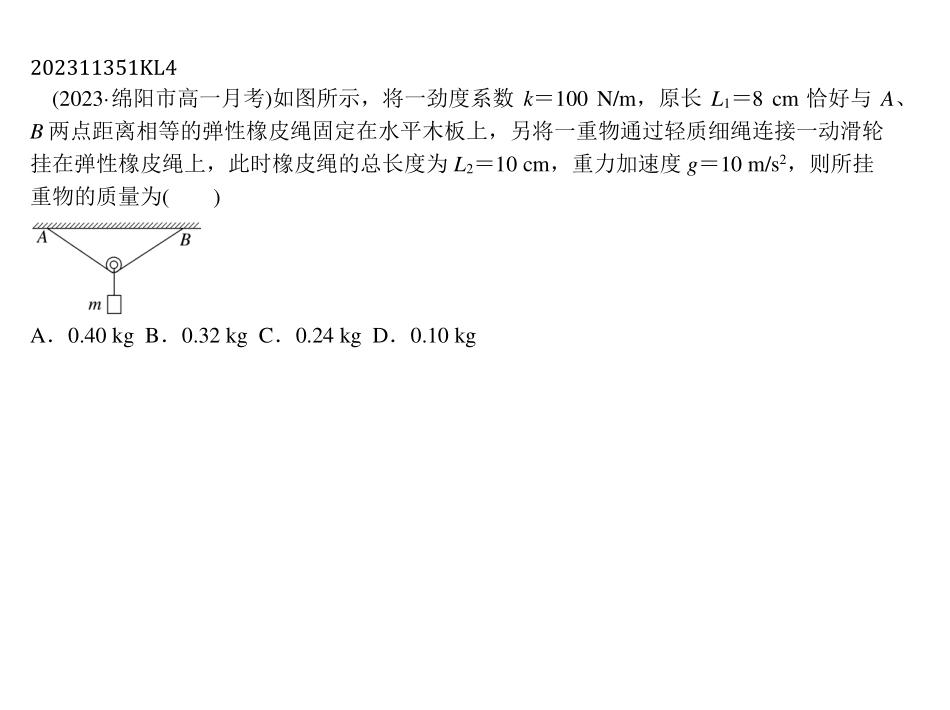 202311351KL4
(2023·绵阳市高一月考)如图所示，将一劲度系数 k＝100 N/m，原长 L1＝8 cm 恰好与 A、
B 两点距离相等的弹性橡皮绳固定在水平木板上，另将一重物通过轻质细绳连接一动滑轮
挂在弹性橡皮绳上，此时橡皮绳的总长度为 L2＝10 cm，重力加速度 g＝10 m/s2，则所挂
重物的质量为(　　)
A B
m
A．0.40 kg B．0.32 kg C．0.24 kg D．0.10 kg